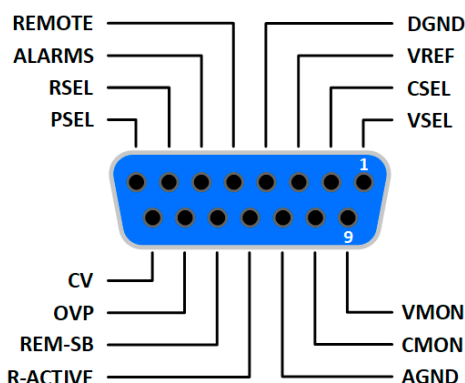 REMOTE
ALARMS
RSEL
PSEL
DGND
VREF
CSEL
VSEL
1
9
CV
OVP
REM-SB
R-ACTIVE
VMON
CMON
AGND